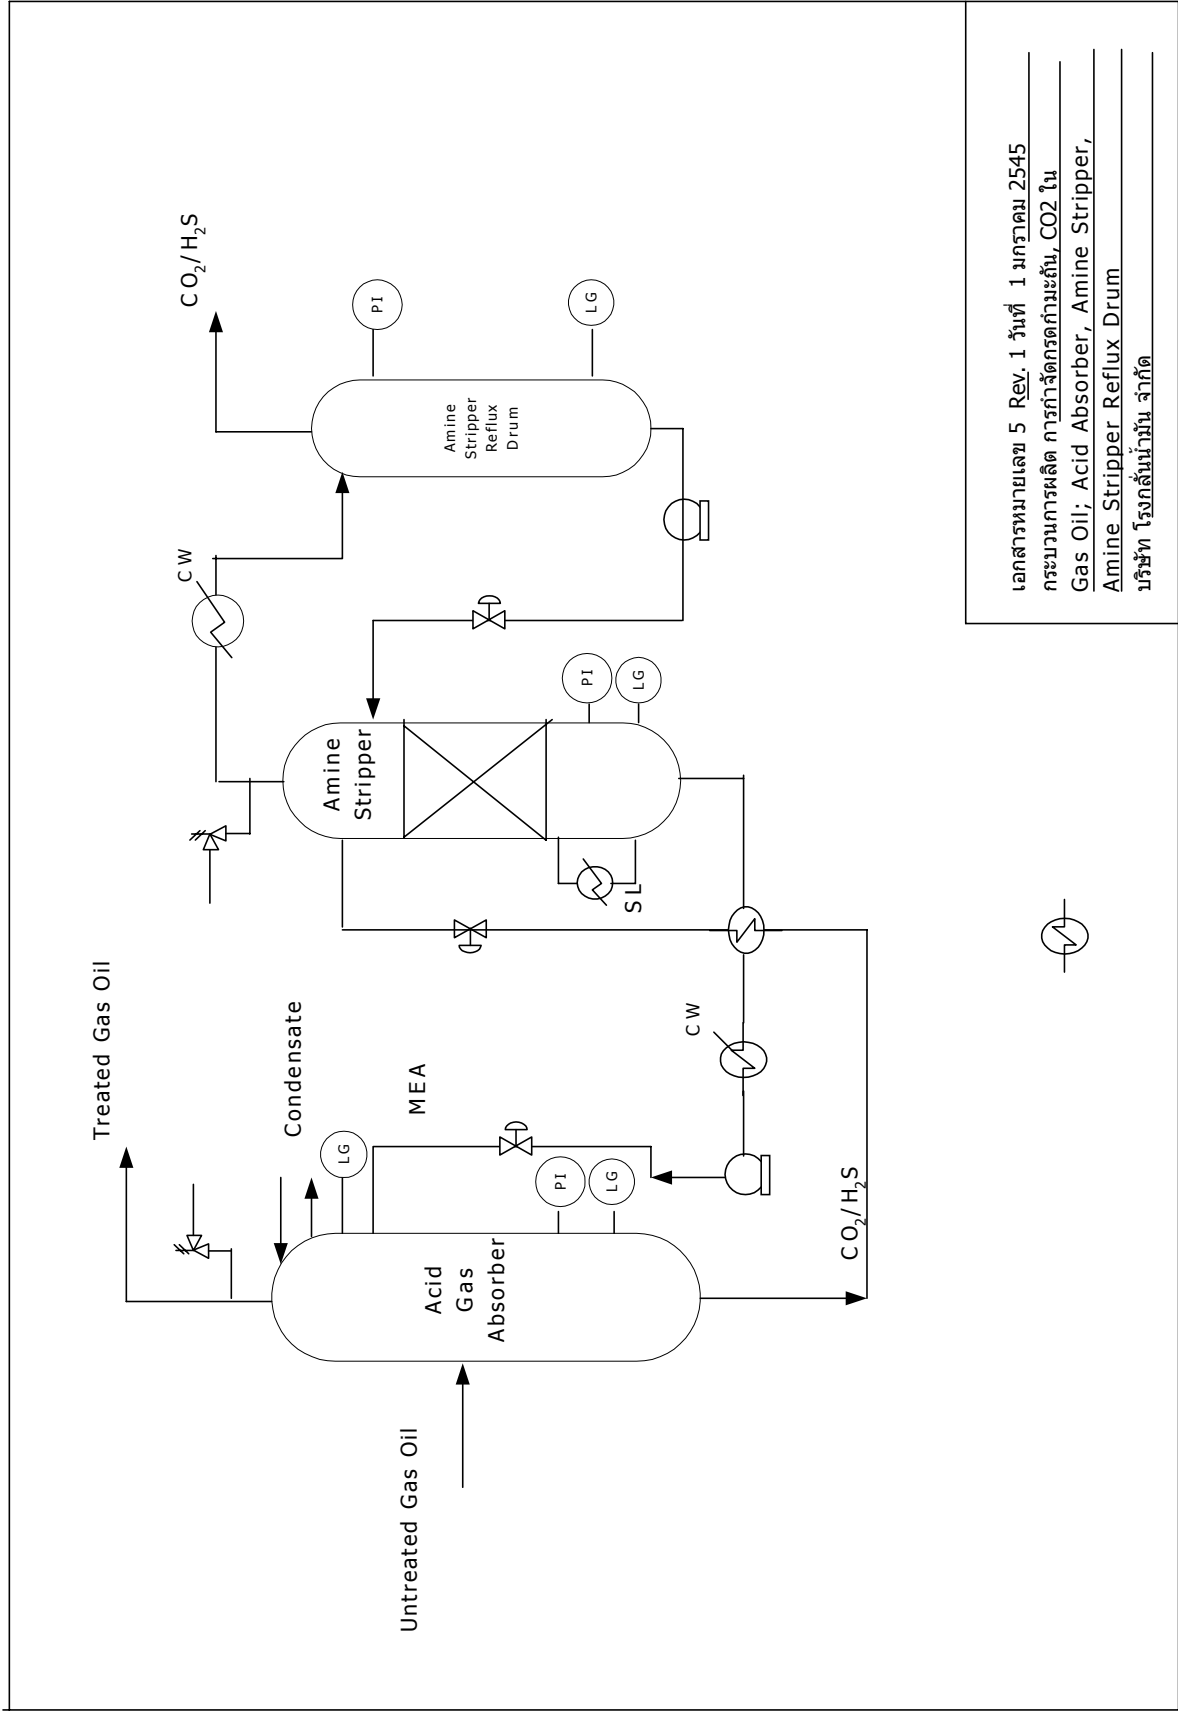 Treated Gas Oil
CW
CO₂/H₂S
Condensate
LG
Amine
Stripper
PI
Untreated Gas Oil
MEA
Acid
Gas
Absorber
Amine
Stripper
Reflux
Drum
PI
LG
PI
LG
LG
SL
CW
CO₂/H₂S
เอกสารหมายเลข 5 Rev. 1 วันที่ 1 มกราคม 2545
กระบวนการผลิต การกำจัดกรดกำมะถัน, CO2 ใน
Gas Oil; Acid Absorber, Amine Stripper,
Amine Stripper Reflux Drum
บริษัท โรงกลั่นน้ำมัน จำกัด